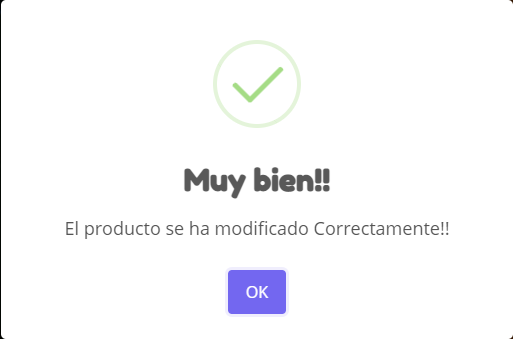 Muy bien!!
El producto se ha modificado Correctamente!!
OK